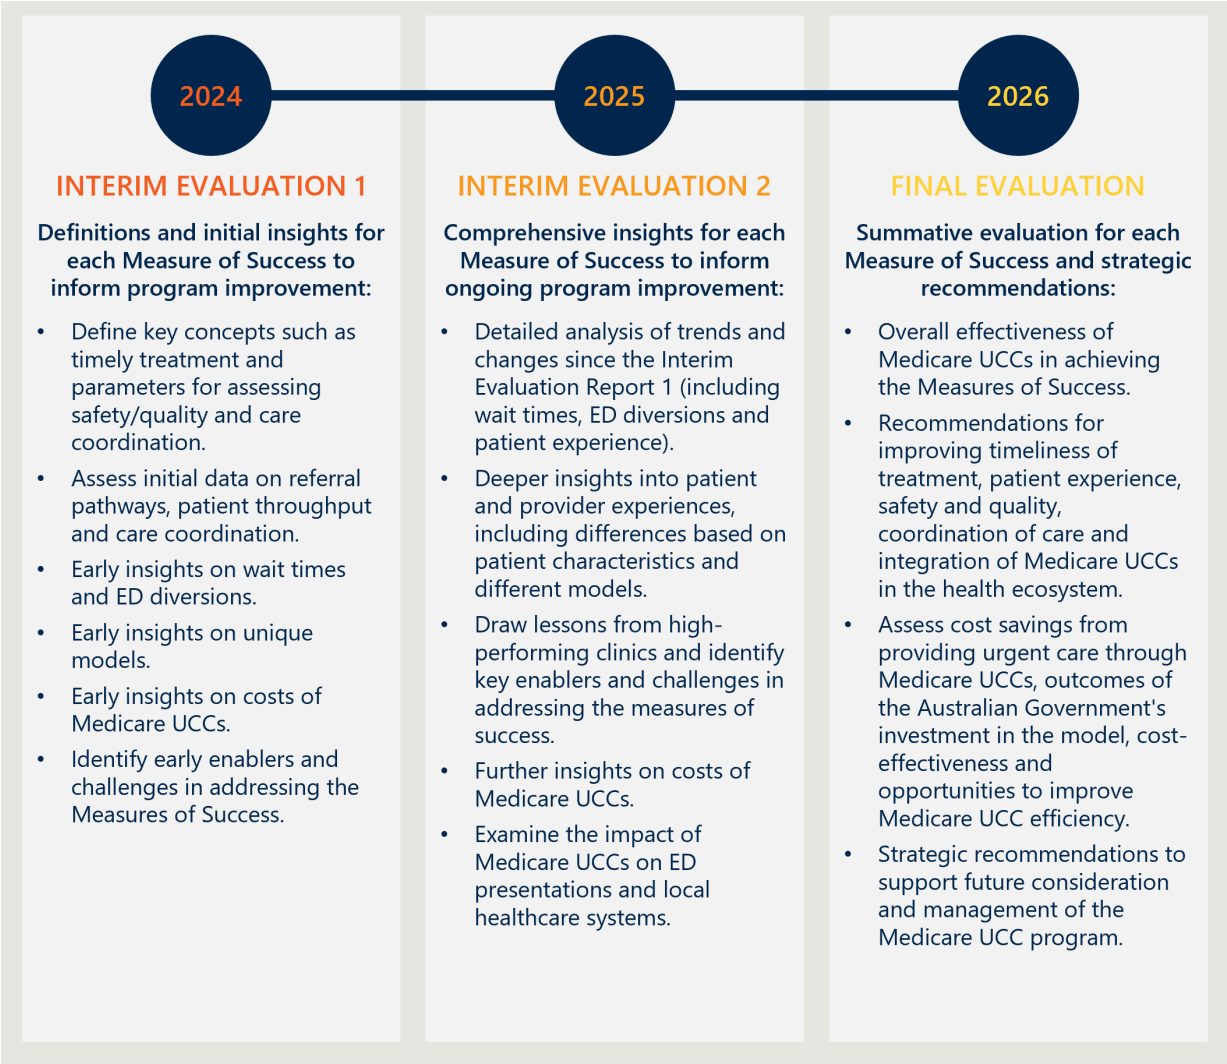 2024
INTERIM EVALUATION 1
Definitions and initial insights for
each Measure of Success to
inform program improvement:
• Define key concepts such as
timely treatment and
parameters for assessing
safety/quality and care
coordination.
• Assess initial data on referral
pathways, patient throughput
and care coordination.
• Early insights on wait times
and ED diversions.
• Early insights on unique
models.
• Early insights on costs of
Medicare UCCs.
• Identify early enablers and
challenges in addressing the
Measures of Success.
2025
INTERIM EVALUATION 2
Comprehensive insights for each
Measure of Success to inform
ongoing program improvement:
• Detailed analysis of trends and
changes since the Interim
Evaluation Report 1 (including
wait times, ED diversions and
patient experience).
• Deeper insights into patient
and provider experiences,
including differences based on
patient characteristics and
different models.
• Draw lessons from high-
performing clinics and identify
key enablers and challenges in
addressing the measures of
success.
• Further insights on costs of
Medicare UCCs.
• Examine the impact of
Medicare UCCs on ED
presentations and local
healthcare systems.
2026
FINAL EVALUATION
Summative evaluation for each
Measure of Success and strategic
recommendations:
• Overall effectiveness of
Medicare UCCs in achieving
the Measures of Success.
• Recommendations for
improving timeliness of
treatment, patient experience,
safety and quality,
coordination of care and
integration of Medicare UCCs
in the health ecosystem.
• Assess cost savings from
providing urgent care through
Medicare UCCs, outcomes of
the Australian Government's
investment in the model, cost-
effectiveness and
opportunities to improve
Medicare UCC efficiency.
• Strategic recommendations to
support future consideration
and management of the
Medicare UCC program.